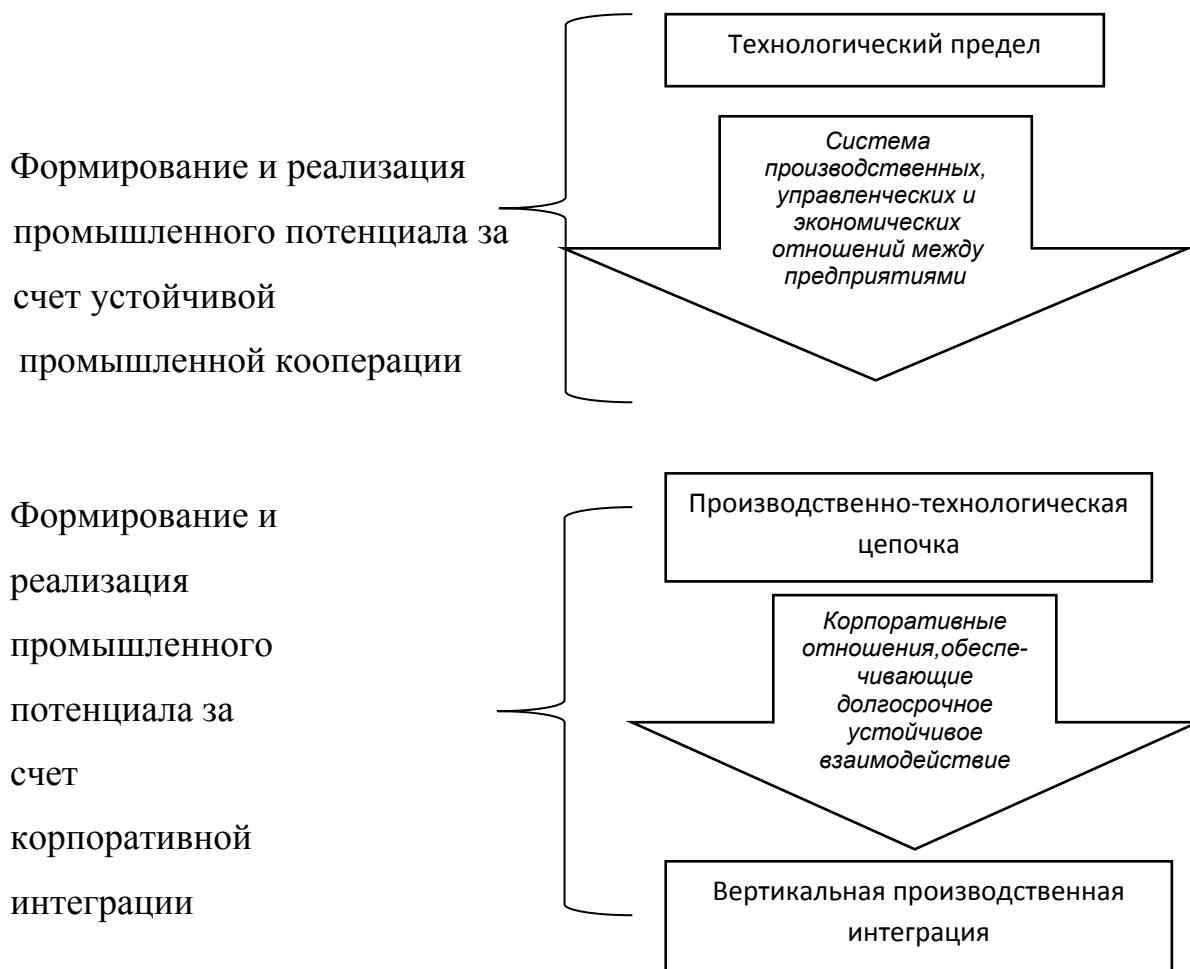 Технологический предел
Система
производственных,
управленческих и
экономических
отношений между
предприятиями
Формирование и реализация
промышленного потенциала за
счет устойчивой
промышленной кооперации
Производственно-технологическая
цепочка
Корпоративные
отношения,обеспе-
чивающие
долгосрочное
устойчивое
взаимодействие
Формирование и
реализация
промышленного
потенциала за
счет
корпоративной
интеграции
Вертикальная производственная
интеграция